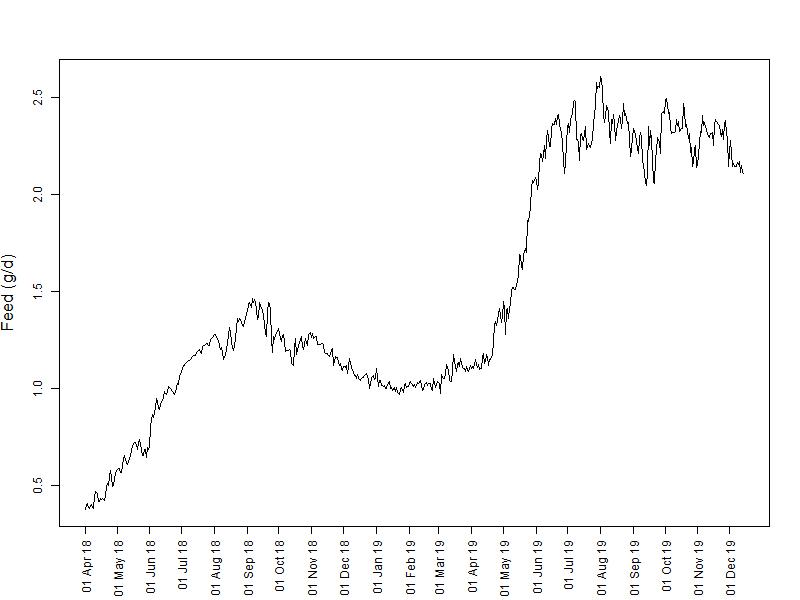 Feed (g/d)
2.5
2.0
1.5
1.0
0.5
01 Apr 18
01 May 18
01 Jun 18
01 Jul 18
01 Aug 18
01 Sep 18
01 Oct 18
01 Nov 18
01 Dec 18
01 Jan 19
01 Feb 19
01 Mar 19
01 Apr 19
01 May 19
01 Jun 19
01 Jul 19
01 Aug 19
01 Sep 19
01 Oct 19
01 Nov 19
01 Dec 19